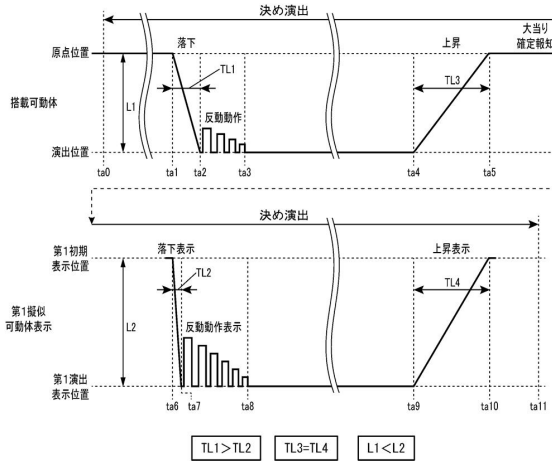 決め演出
大当り
確定報知
原点位置
落下
上昇
TL1
TL3
搭載可動体
L1
反動動作
演出位置
ta0
ta1
ta2
ta3
ta4
ta5
決め演出
第1初期
表示位置
落下表示
上昇表示
TL2
TL4
第1擬似
可動体表示
L2
反動動作表示
第1演出
表示位置
ta6
ta7
ta8
ta9
ta10
ta11
TL1>TL2
TL3=TL4
L1<L2